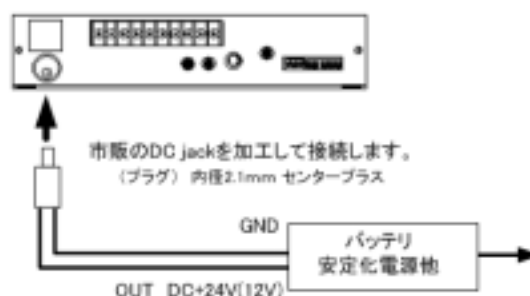 市販のDC jackを加工して接続します。
(プラグ) 内径2.1mm センタープラス
GND
バッテリ
安定化電源他
OUT DC+24V(12V)